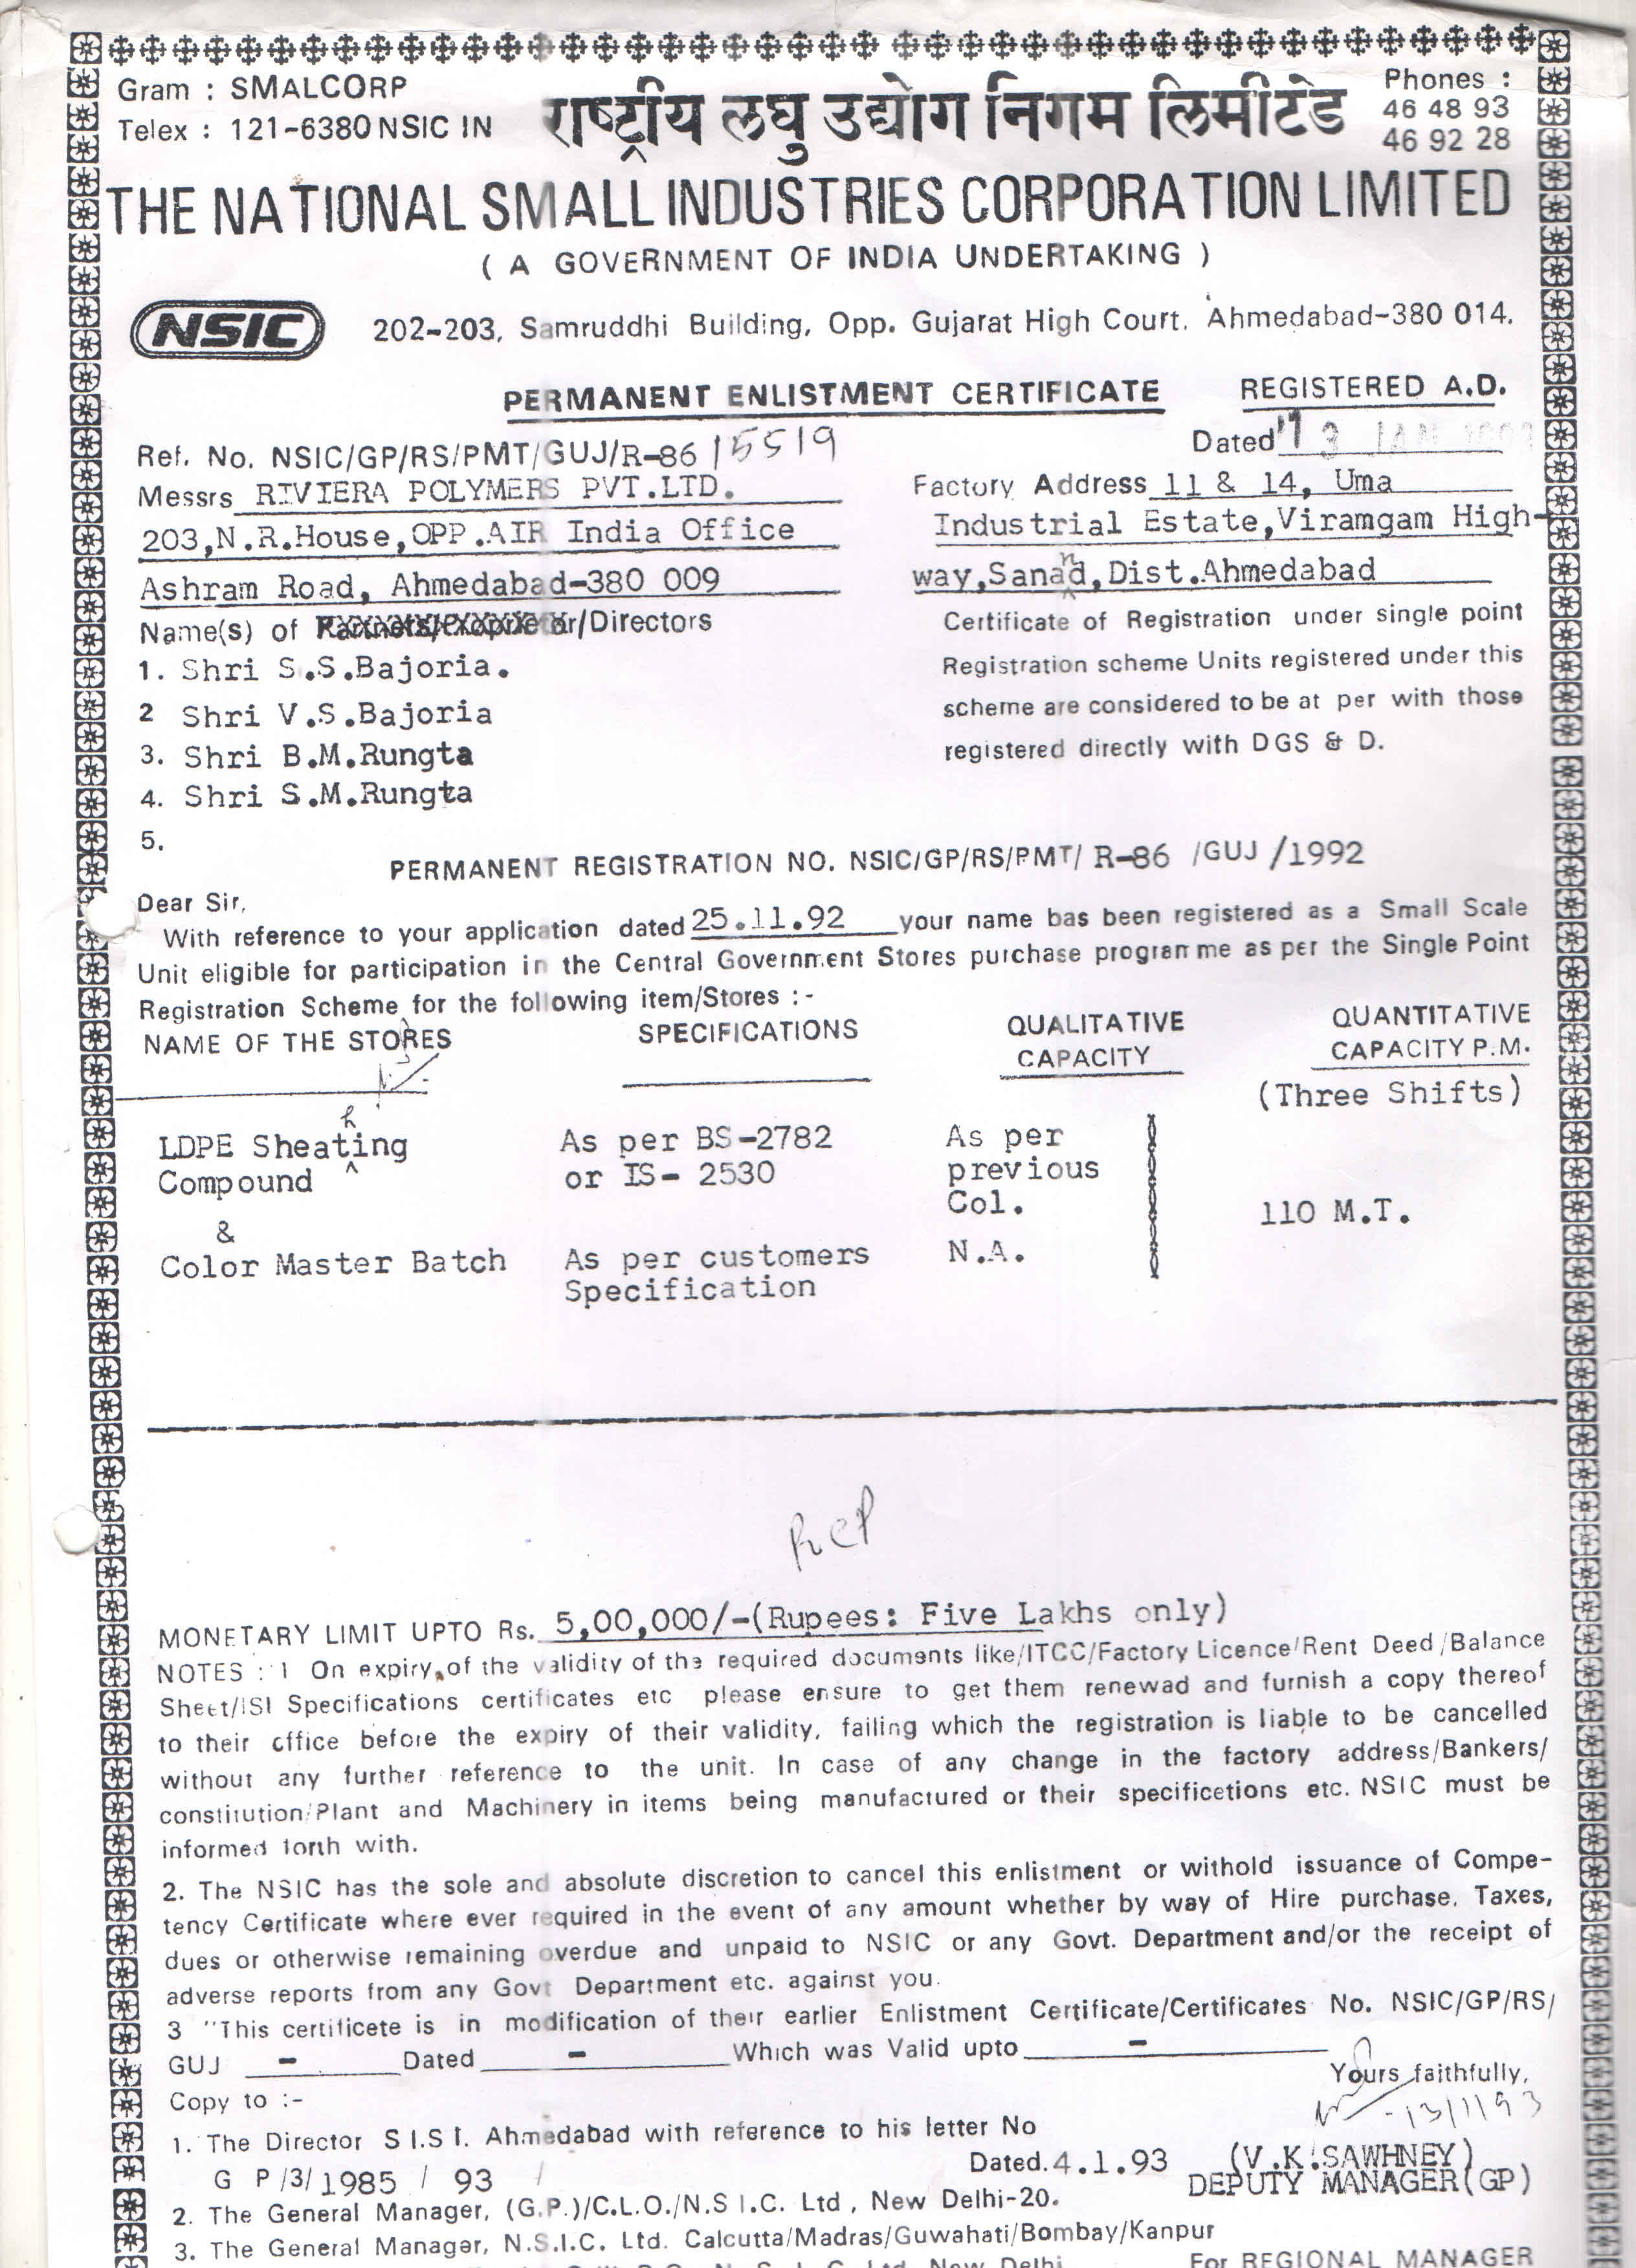 Gram : SMALCORP
Telex : 121-6380 NSIC IN
राष्ट्रीय लघु उद्योग निगम लिमीटेड
Phones :
46 48 93
46 92 28
THE NATIONAL SMALL INDUSTRIES CORPORATION LIMITED
( A GOVERNMENT OF INDIA UNDERTAKING )
NSIC
202-203, Samruddhi Building, Opp. Gujarat High Court. Ahmedabad-380 014.
PERMANENT ENLISTMENT CERTIFICATE
REGISTERED A.D.
Ref. No. NSIC/GP/RS/PMT/GUJ/R-86/5519
Dated 13 JAN
Messrs RIVIERA POLYMERS PVT.LTD.
203,N.R.House,OPP.AIR India Office
Ashram Road, Ahmedabad-380 009
Factory Address 11 & 14, Uma
Industrial Estate,Viramgam High-
way,Sanand,Dist.Ahmedabad
Name(s) of Partners/Proprietor/Directors
1. Shri S.S.Bajoria.
2 Shri V.S.Bajoria
3. Shri B.M.Rungta
4. Shri S.M.Rungta
5.
Certificate of Registration under single point
Registration scheme Units registered under this
scheme are considered to be at per with those
registered directly with DGS & D.
PERMANENT REGISTRATION NO. NSIC/GP/RS/PMT/ R-86 /GUJ /1992
Dear Sir,
With reference to your application dated 25.11.92 your name bas been registered as a Small Scale
Unit eligible for participation in the Central Government Stores purchase programme as per the Single Point
Registration Scheme for the following item/Stores :-
NAME OF THE STORES SPECIFICATIONS QUALITATIVE CAPACITY QUANTITATIVE CAPACITY P.M.
(Three Shifts)
LDPE Sheathing
Compound
&
Color Master Batch
As per BS-2782
or IS- 2530
As per customers
Specification
As per
previous
Col.
N.A.
110 M.T.
MONETARY LIMIT UPTO Rs. 5,00,000/-(Rupees: Five Lakhs only)
NOTES : 1 On expiry of the validity of the required documents like/ITCC/Factory Licence/Rent Deed/Balance
Sheet/ISI Specifications certificates etc please ensure to get them renewad and furnish a copy thereof
to their office before the expiry of their validity, failing which the registration is liable to be cancelled
without any further reference to the unit. In case of any change in the factory address/Bankers/
constitution/Plant and Machinery in items being manufactured or their specifecetions etc. NSIC must be
informed forth with.
2. The NSIC has the sole and absolute discretion to cancel this enlistment or withold issuance of Compe-
tency Certificate where ever required in the event of any amount whether by way of Hire purchase, Taxes,
dues or otherwise remaining overdue and unpaid to NSIC or any Govt. Department and/or the receipt of
adverse reports from any Govt Department etc. against you.
3 "This certificete is in modification of their earlier Enlistment Certificate/Certificates No. NSIC/GP/RS/
GUJ - Dated - Which was Valid upto -
Yours faithfully,
13/1/93
Copy to :-
1. The Director S I.S I. Ahmedabad with reference to his letter No
G P/3/1985 / 93 Dated. 4.1.93
(V.K.SAWHNEY)
DEPUTY MANAGER(GP)
2. The General Manager, (G.P.)/C.L.O./N.S I.C. Ltd, New Delhi-20.
3. The General Manager, N.S.I.C. Ltd. Calcutta/Madras/Guwahati/Bombay/Kanpur
For REGIONAL MANAGER